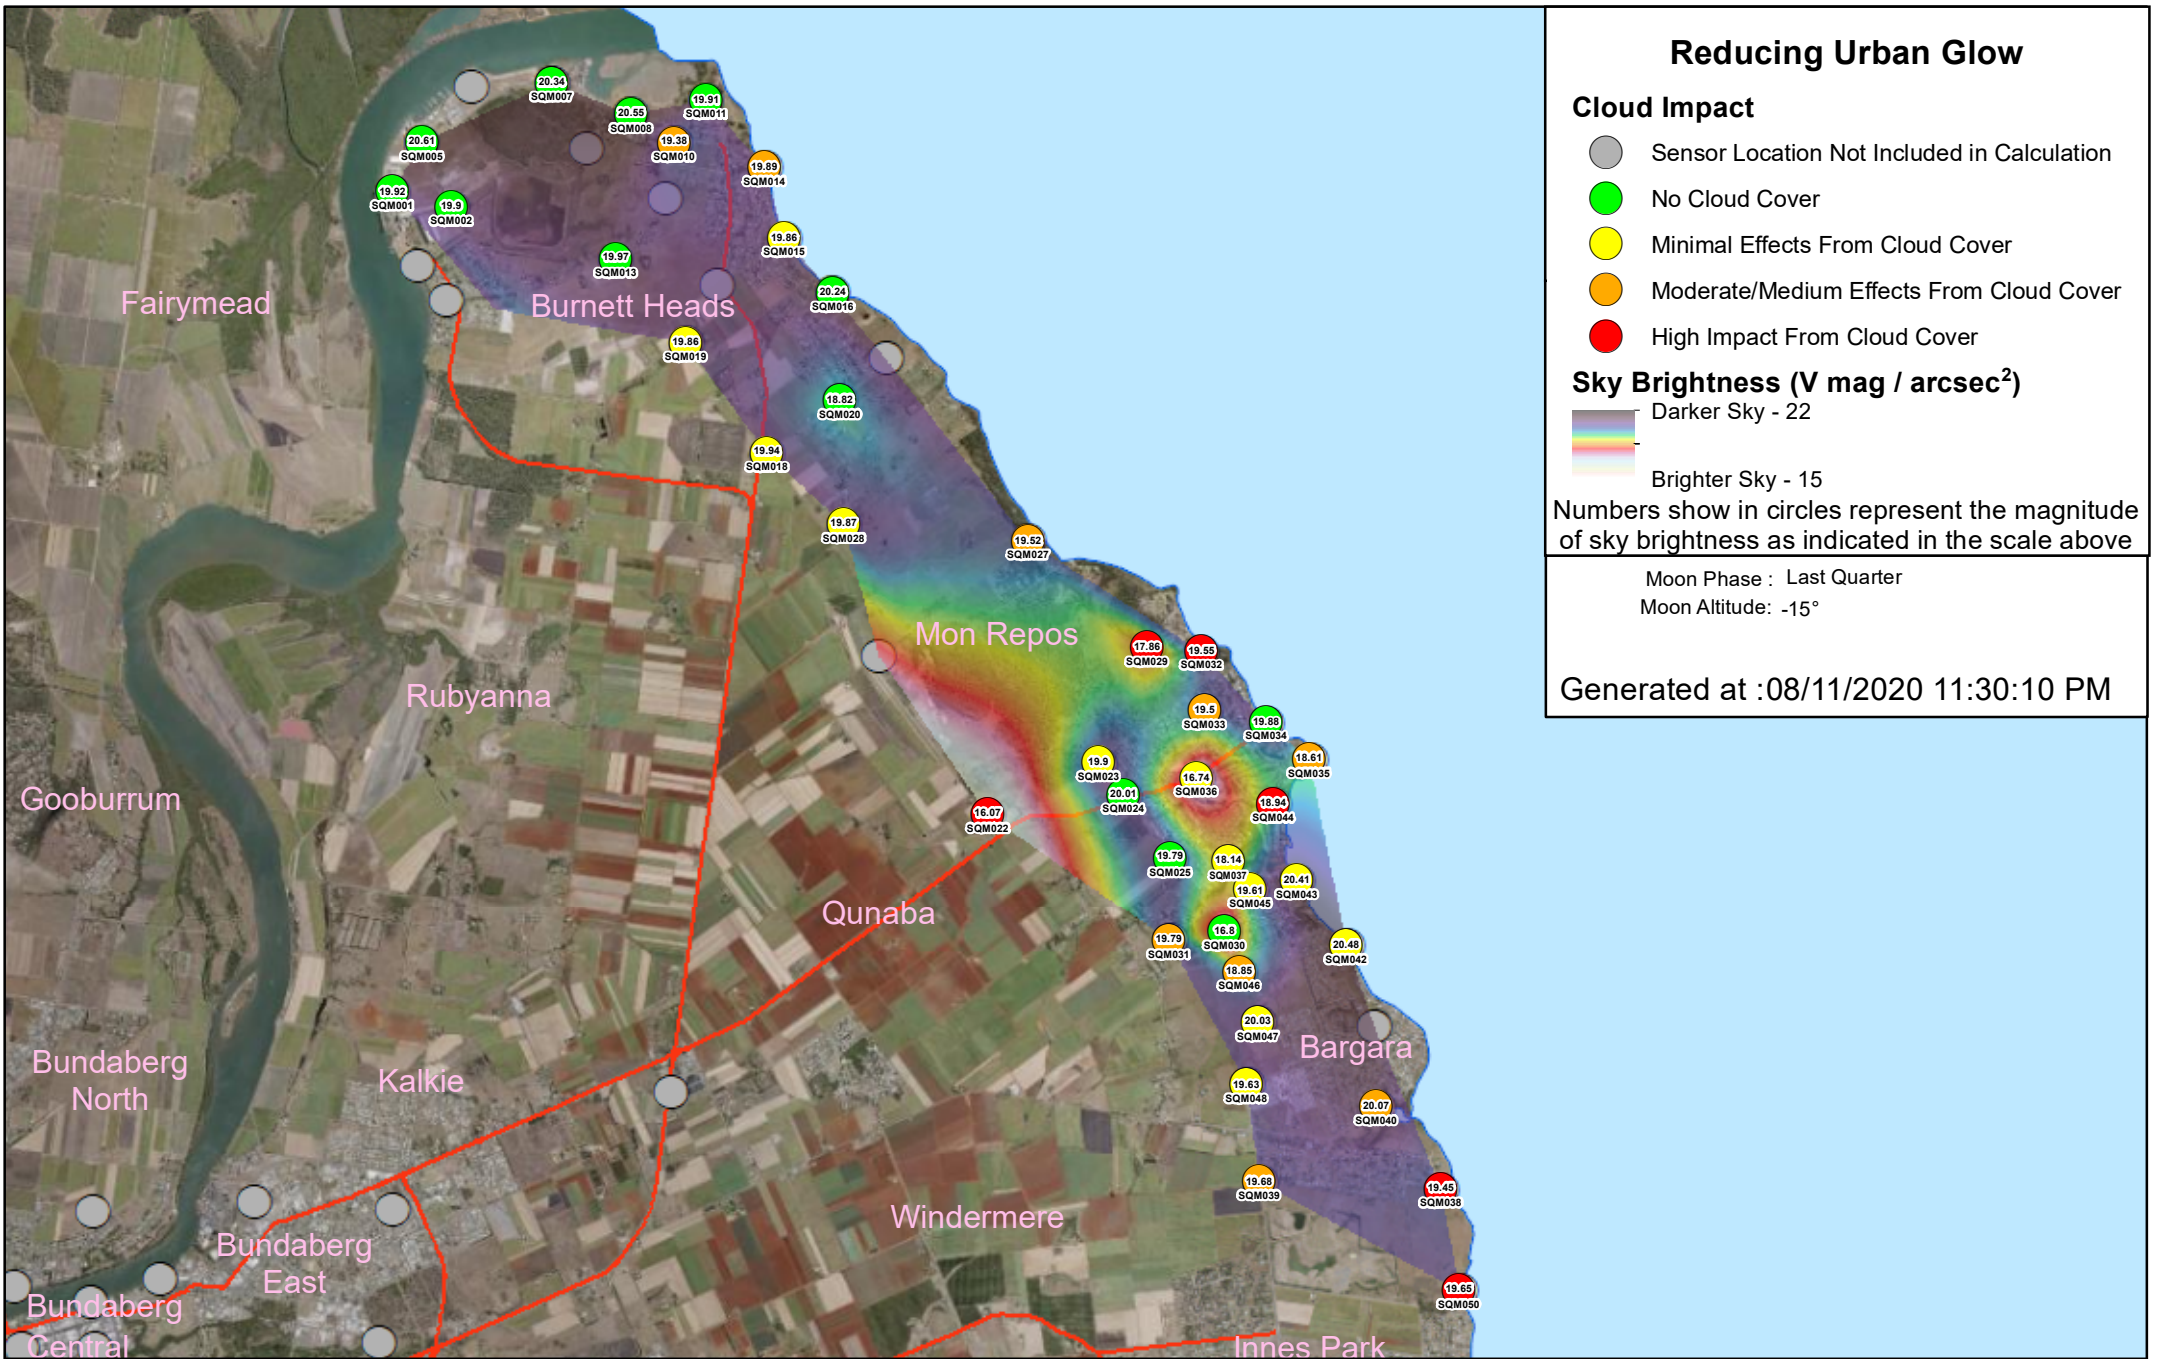 Reducing Urban Glow
Cloud Impact
Sensor Location Not Included in Calculation
No Cloud Cover
Minimal Effects From Cloud Cover
Moderate/Medium Effects From Cloud Cover
High Impact From Cloud Cover
Sky Brightness (V mag / arcsec²)
Darker Sky - 22
Brighter Sky - 15
Numbers show in circles represent the magnitude
of sky brightness as indicated in the scale above
Moon Phase : Last Quarter
Moon Altitude: -15°
Generated at :08/11/2020 11:30:10 PM
20.34
SQM007
19.91
SQM011
20.55
SQM008
20.61
SQM005
19.38
SQM010
19.89
SQM014
19.92
SQM001
19.9
SQM002
19.86
SQM015
19.97
SQM013
20.24
SQM016
Fairymead
Burnett Heads
19.86
SQM019
18.82
SQM020
19.94
SQM018
19.87
SQM028
19.52
SQM027
Mon Repos
17.86
SQM029
19.55
SQM032
Rubyanna
19.5
SQM033
19.88
SQM034
19.9
SQM023
18.61
SQM035
16.74
SQM036
20.01
SQM024
18.94
SQM044
Gooburrum
16.07
SQM022
19.79
SQM025
18.14
SQM037
20.41
SQM043
19.61
SQM045
Qunaba
16.8
SQM030
19.79
SQM031
20.48
SQM042
18.85
SQM046
20.03
SQM047
Bargara
Bundaberg
North
Kalkie
19.63
SQM048
20.07
SQM040
19.68
SQM039
19.45
SQM038
Windermere
Bundaberg
East
19.65
SQM050
Bundaberg
Central
Innes Park